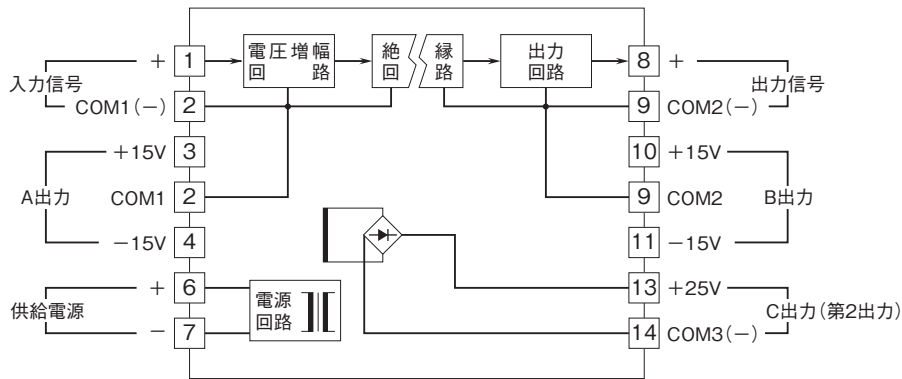 入力信号
+ 1
COM1(−) 2
電圧増幅
回 路
絶 縁
回 路
出力
回路
8 +
9 COM2(−)
出力信号
A出力
+15V 3
COM1 2
−15V 4
10 +15V
9 COM2
11 −15V
B出力
供給電源
+ 6
− 7
電源
回路
13 +25V
14 COM3(−)
C出力(第2出力)